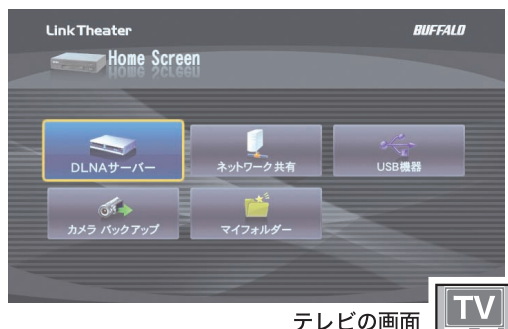 LinkTheater
BUFFALO
Home Screen
DLNAサーバー
ネットワーク共有
USB機器
カメラ バックアップ
マイフォルダー
テレビの画面
TV